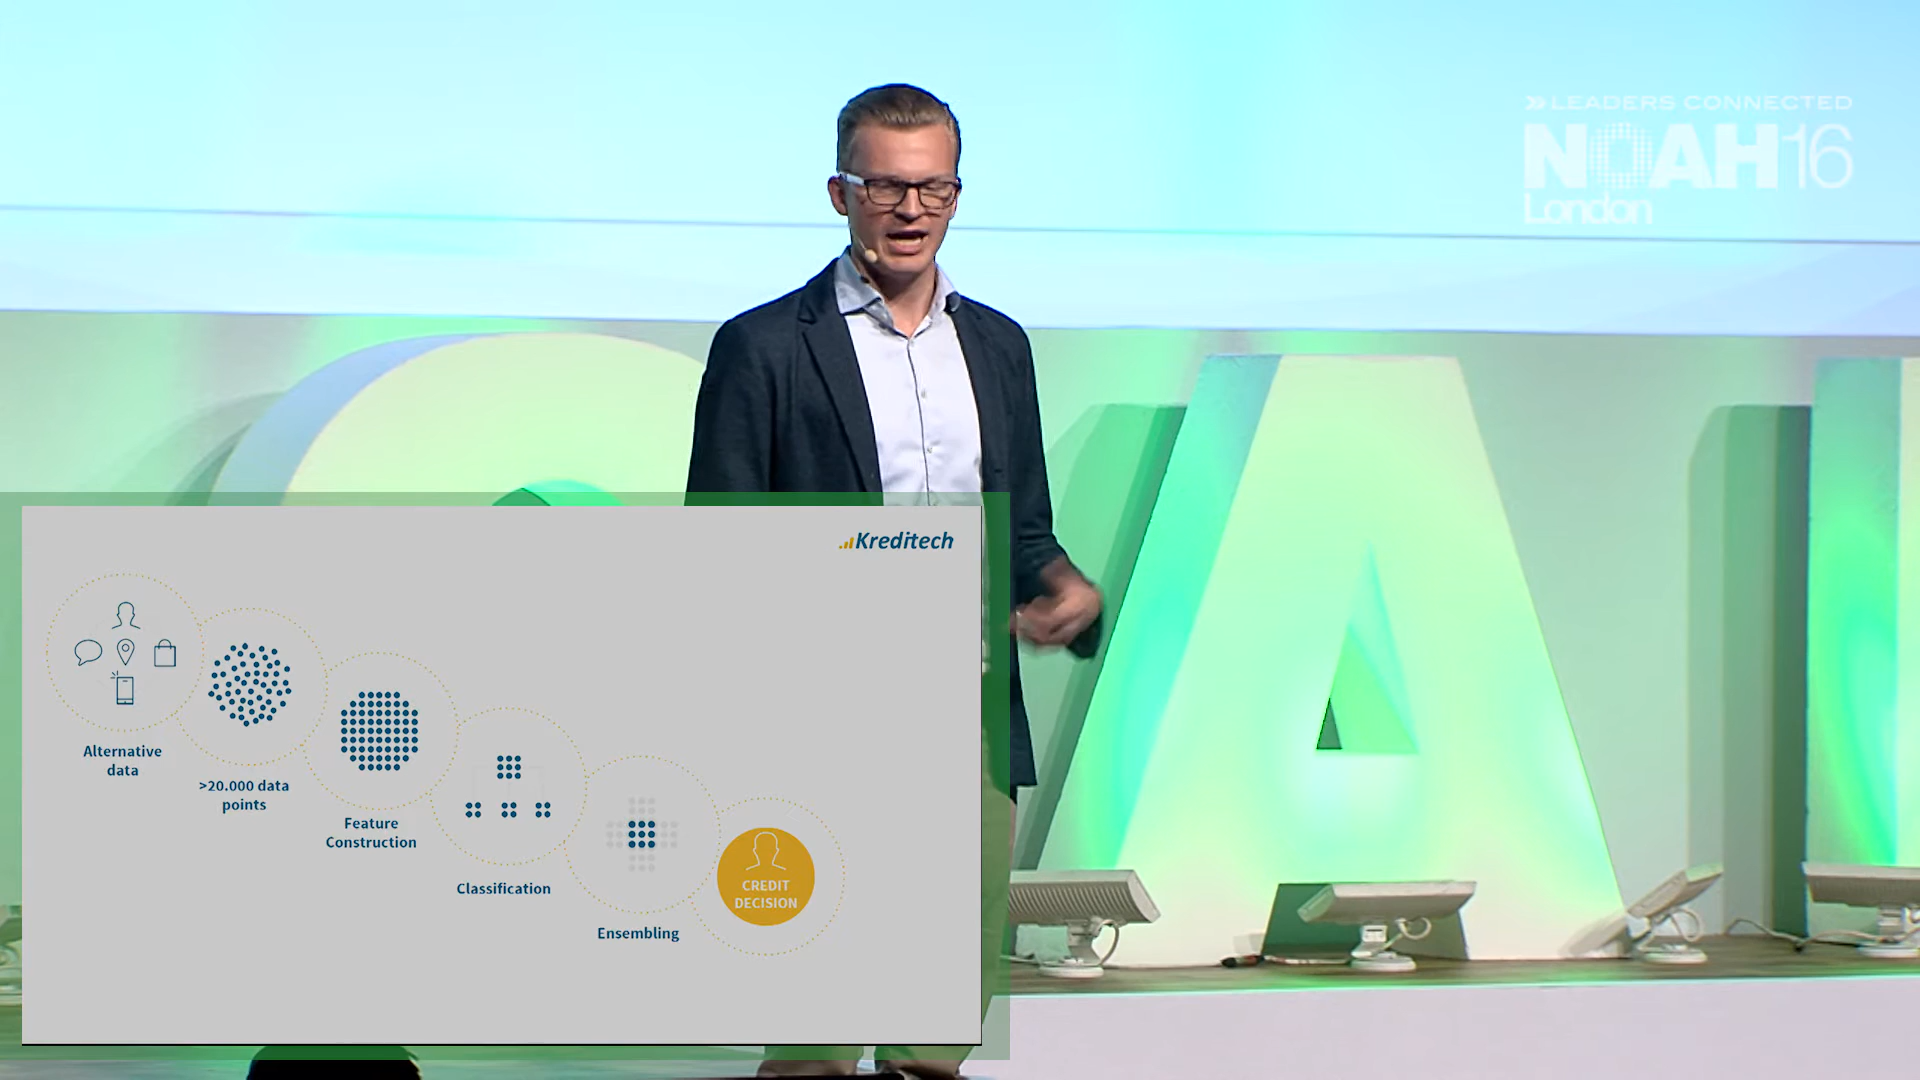 LEADERS CONNECTED
NOAH16
London
Kreditech
Alternative
data
>20.000 data
points
Feature
Construction
Classification
Ensembling
CREDIT
DECISION